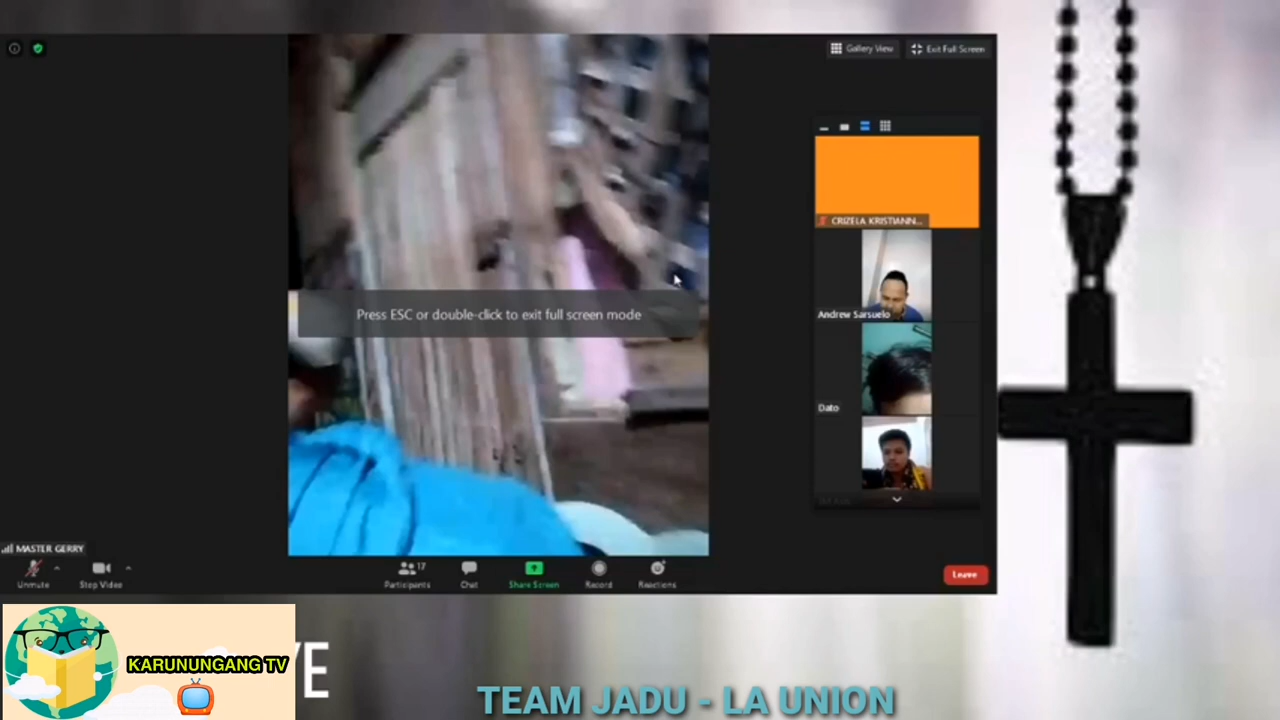 Gallery View
Exit Full Screen
CRIZELA KRISTIANN...
Andrew Sarsuelo
Press ESC or double-click to exit full screen mode
Dato
MASTER GERRY
Unmute
Stop Video
17
Participants
Chat
Share Screen
Record
Reactions
Leave
KARUNUNGANG TV
TEAM JADU - LA UNION